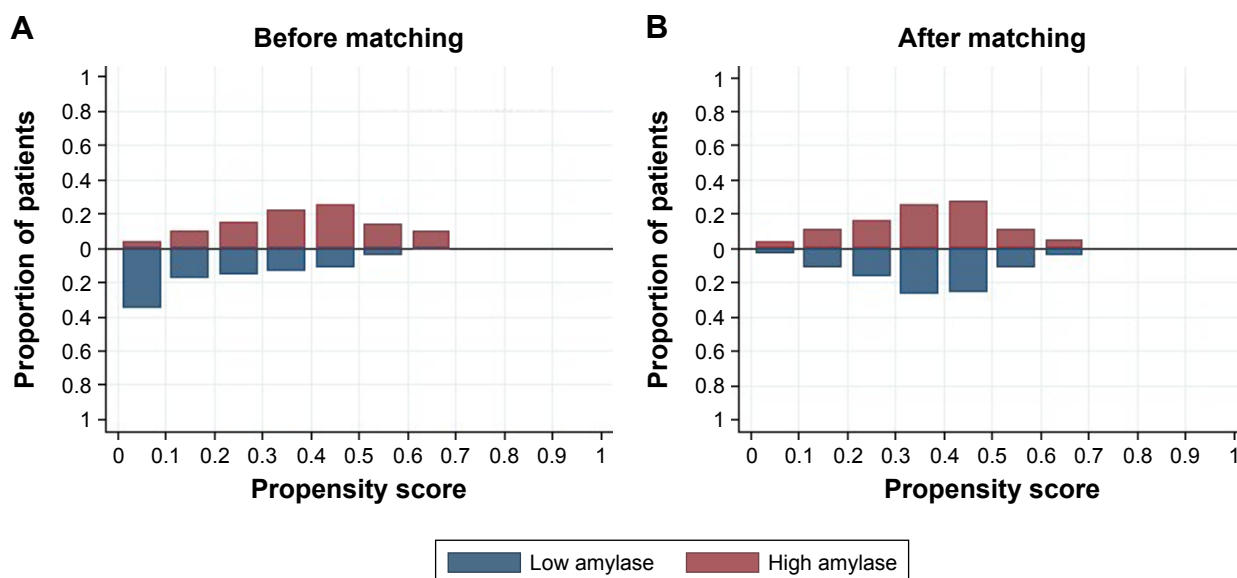 A
Before matching
Proportion of patients
1
0.8
0.6
0.4
0.2
0
0.2
0.4
0.6
0.8
1
0 0.1 0.2 0.3 0.4 0.5 0.6 0.7 0.8 0.9 1
Propensity score
B
After matching
Proportion of patients
1
0.8
0.6
0.4
0.2
0
0.2
0.4
0.6
0.8
1
0 0.1 0.2 0.3 0.4 0.5 0.6 0.7 0.8 0.9 1
Propensity score
Low amylase High amylase